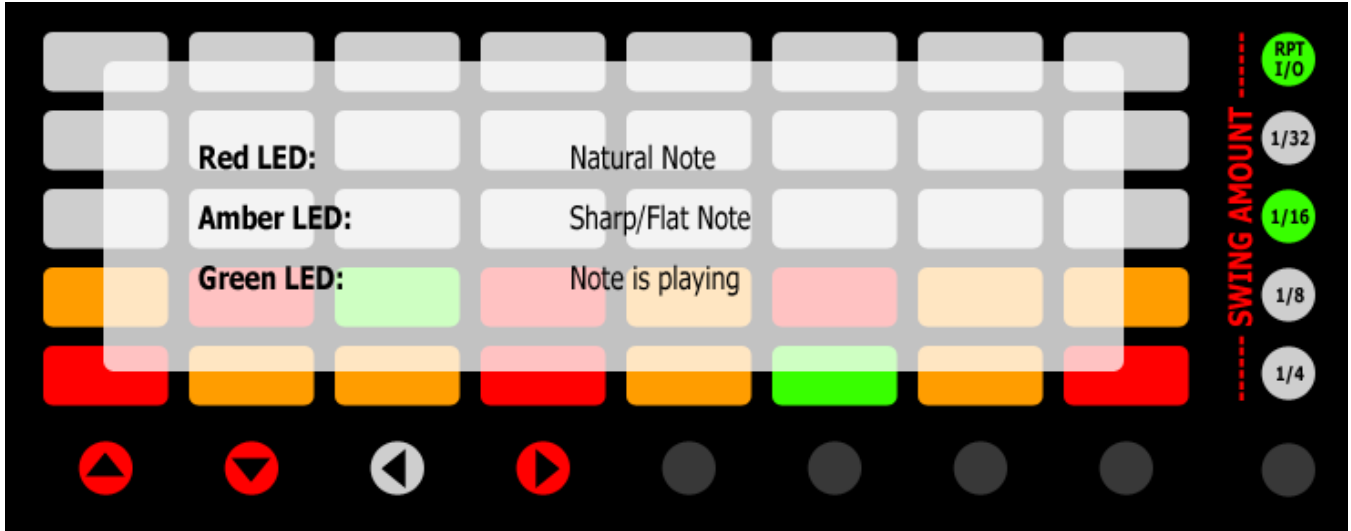 Red LED: Natural Note
Amber LED: Sharp/Flat Note
Green LED: Note is playing
------ SWING AMOUNT ------
RPT
I/O
1/32
1/16
1/8
1/4